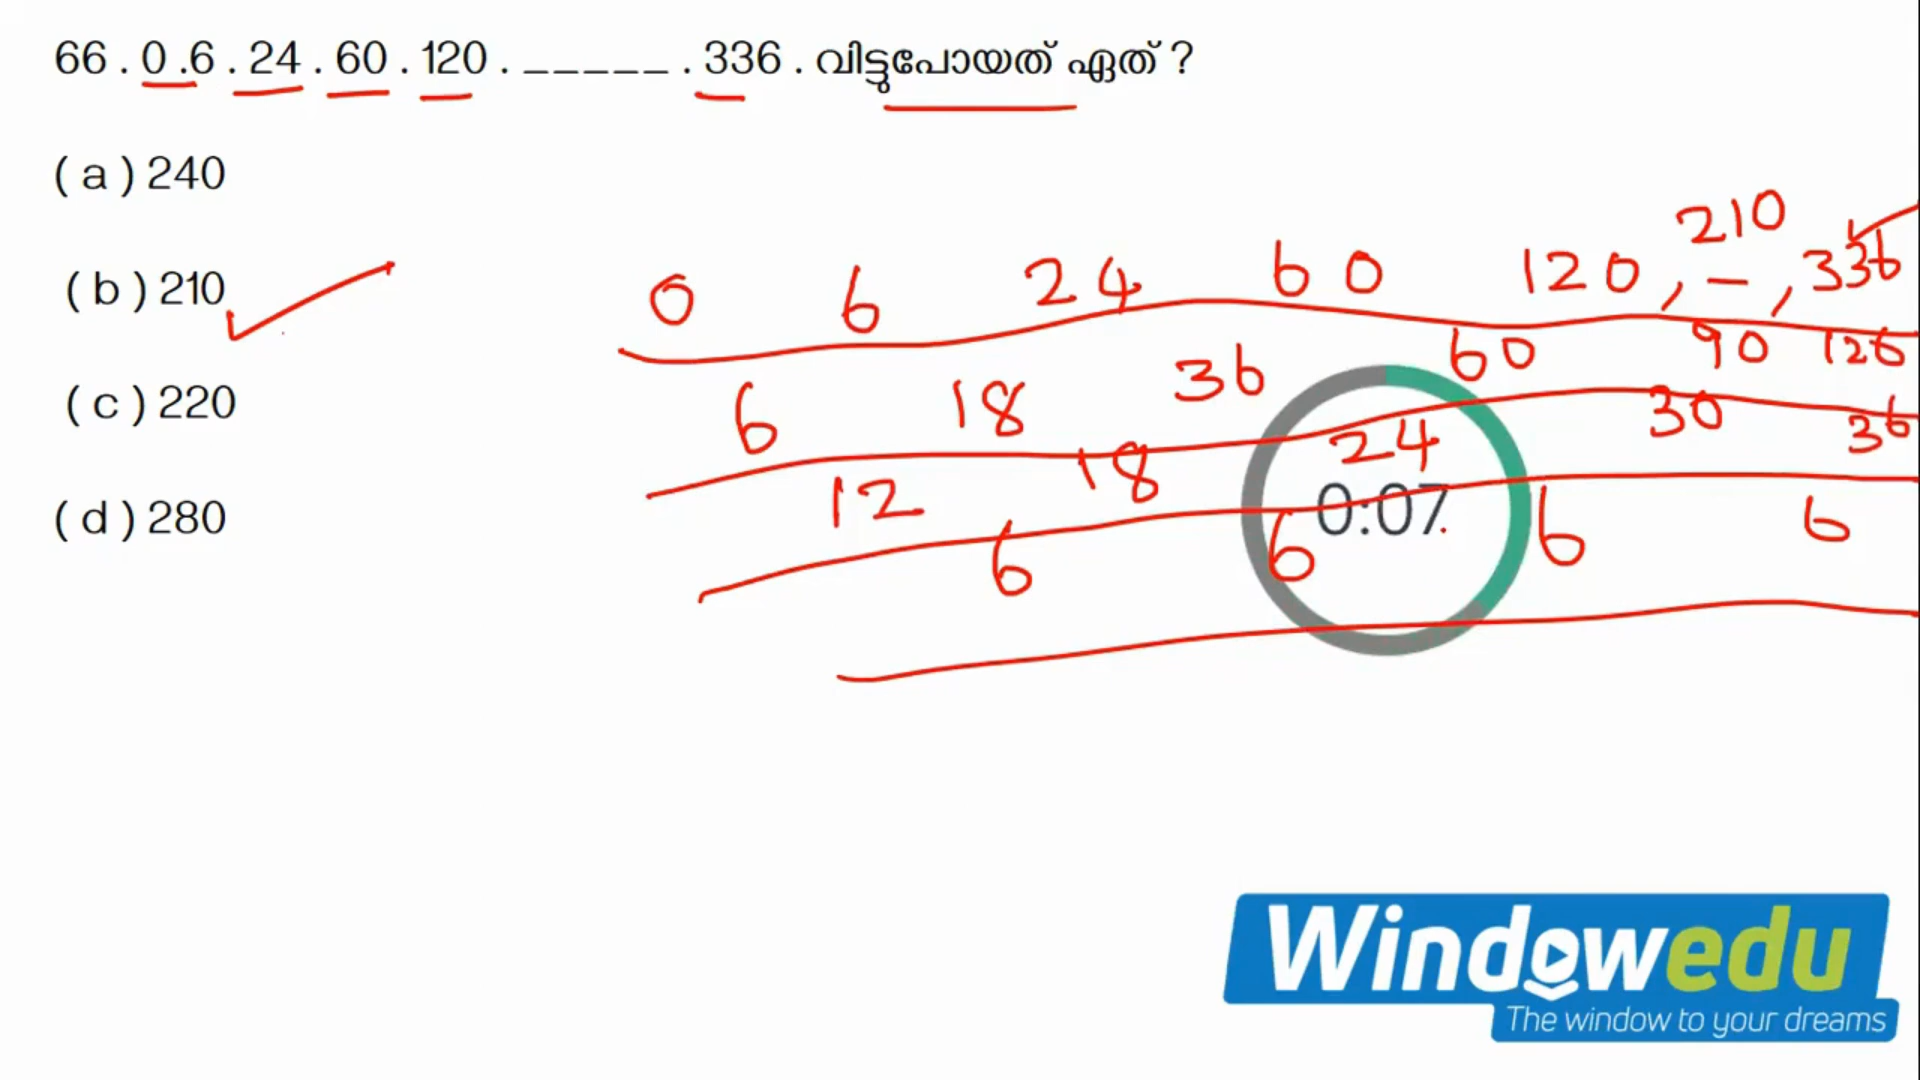 66 . 0 .6 . 24 . 60 . 120 . _____ . 336 . വിട്ടുപോയത് ഏത് ?
( a ) 240
( b ) 210
( c ) 220
( d ) 280
210
0 6 24 60 120 , – , 336
6 18 36 60 90 126
12 18 24 30 36
0:07
6 6 6 6
Windowedu
The window to your dreams